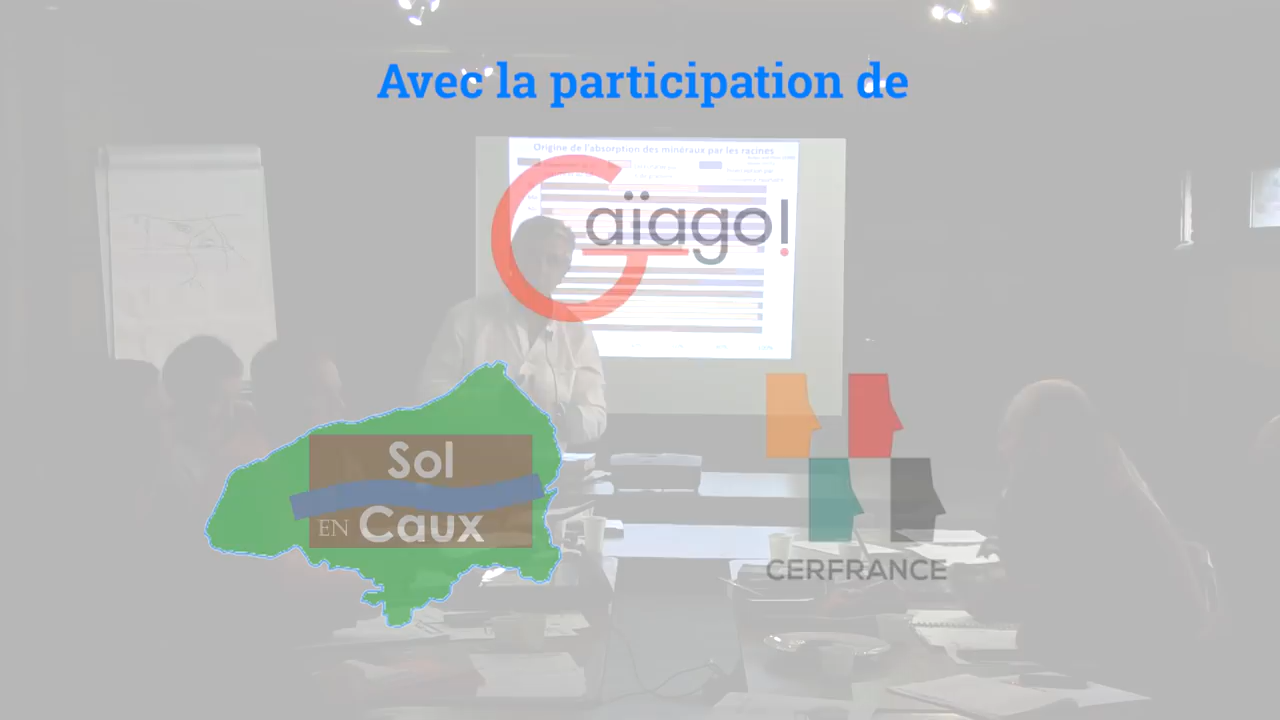 Avec la participation de
Origine de l'absorption des minéraux par les racines
Gaïago!
Sol
EN Caux
CERFRANCE